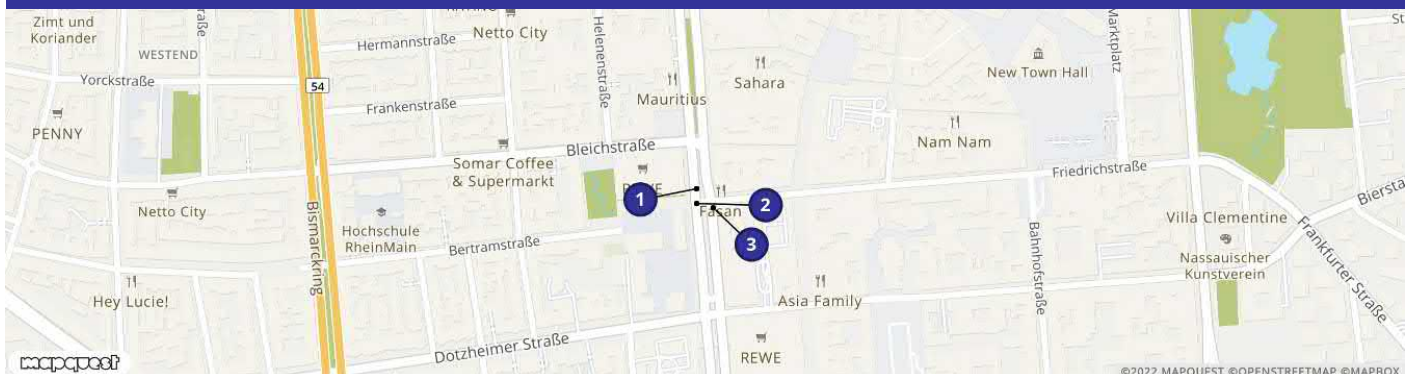 Zimt und
Koriander
WESTEND
Yorckstraße
PENNY
Netto City
Hey Lucie!
Hermannstraße
54
Frankenstraße
Netto City
Helenenstraße
Mauritius
Sahara
Bleichstraße
Somar Coffee
& Supermarkt
Hochschule
RheinMain
Bertramstraße
Bismarckring
Dotzheimer Straße
1
2
Fasan
3
Asia Family
REWE
Nam Nam
New Town Hall
Marktplatz
Friedrichstraße
Bahnhofstraße
Villa Clementine
Nassauischer
Kunstverein
Frankfurter Straße
Biersta
St
mapquest
©2022 MAPQUEST ©OPENSTREETMAP ©MAPBOX